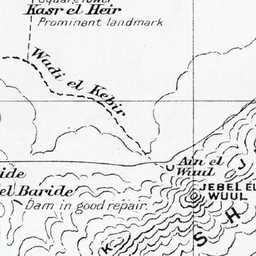 Square tower
Kasr el Heir
Prominent landmark
Wadi el Kebir
Ain el
Wuul
ide
el Baride
JEBEL EL
WUUL
Dam in good repair.
K
S
H
J